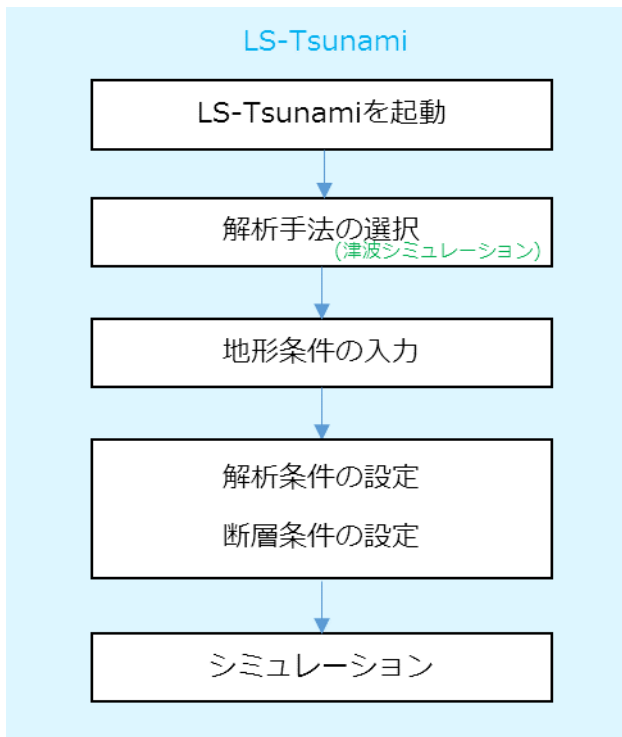 LS-Tsunami
LS-Tsunamiを起動
解析手法の選択
(津波シミュレーション)
地形条件の入力
解析条件の設定
断層条件の設定
シミュレーション